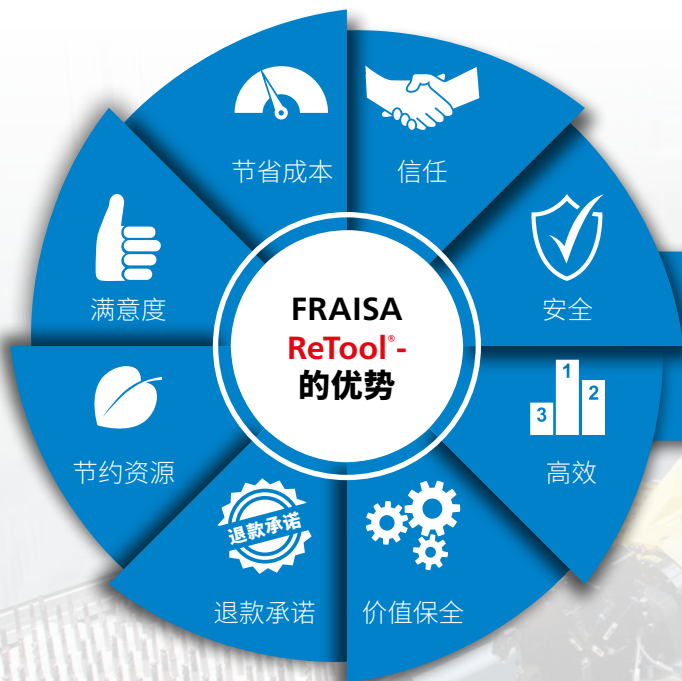 节省成本
信任
满意度
安全
FRAISA
ReTool®-
的优势
1
2
3
节约资源
高效
退款承诺
退款承诺
价值保全